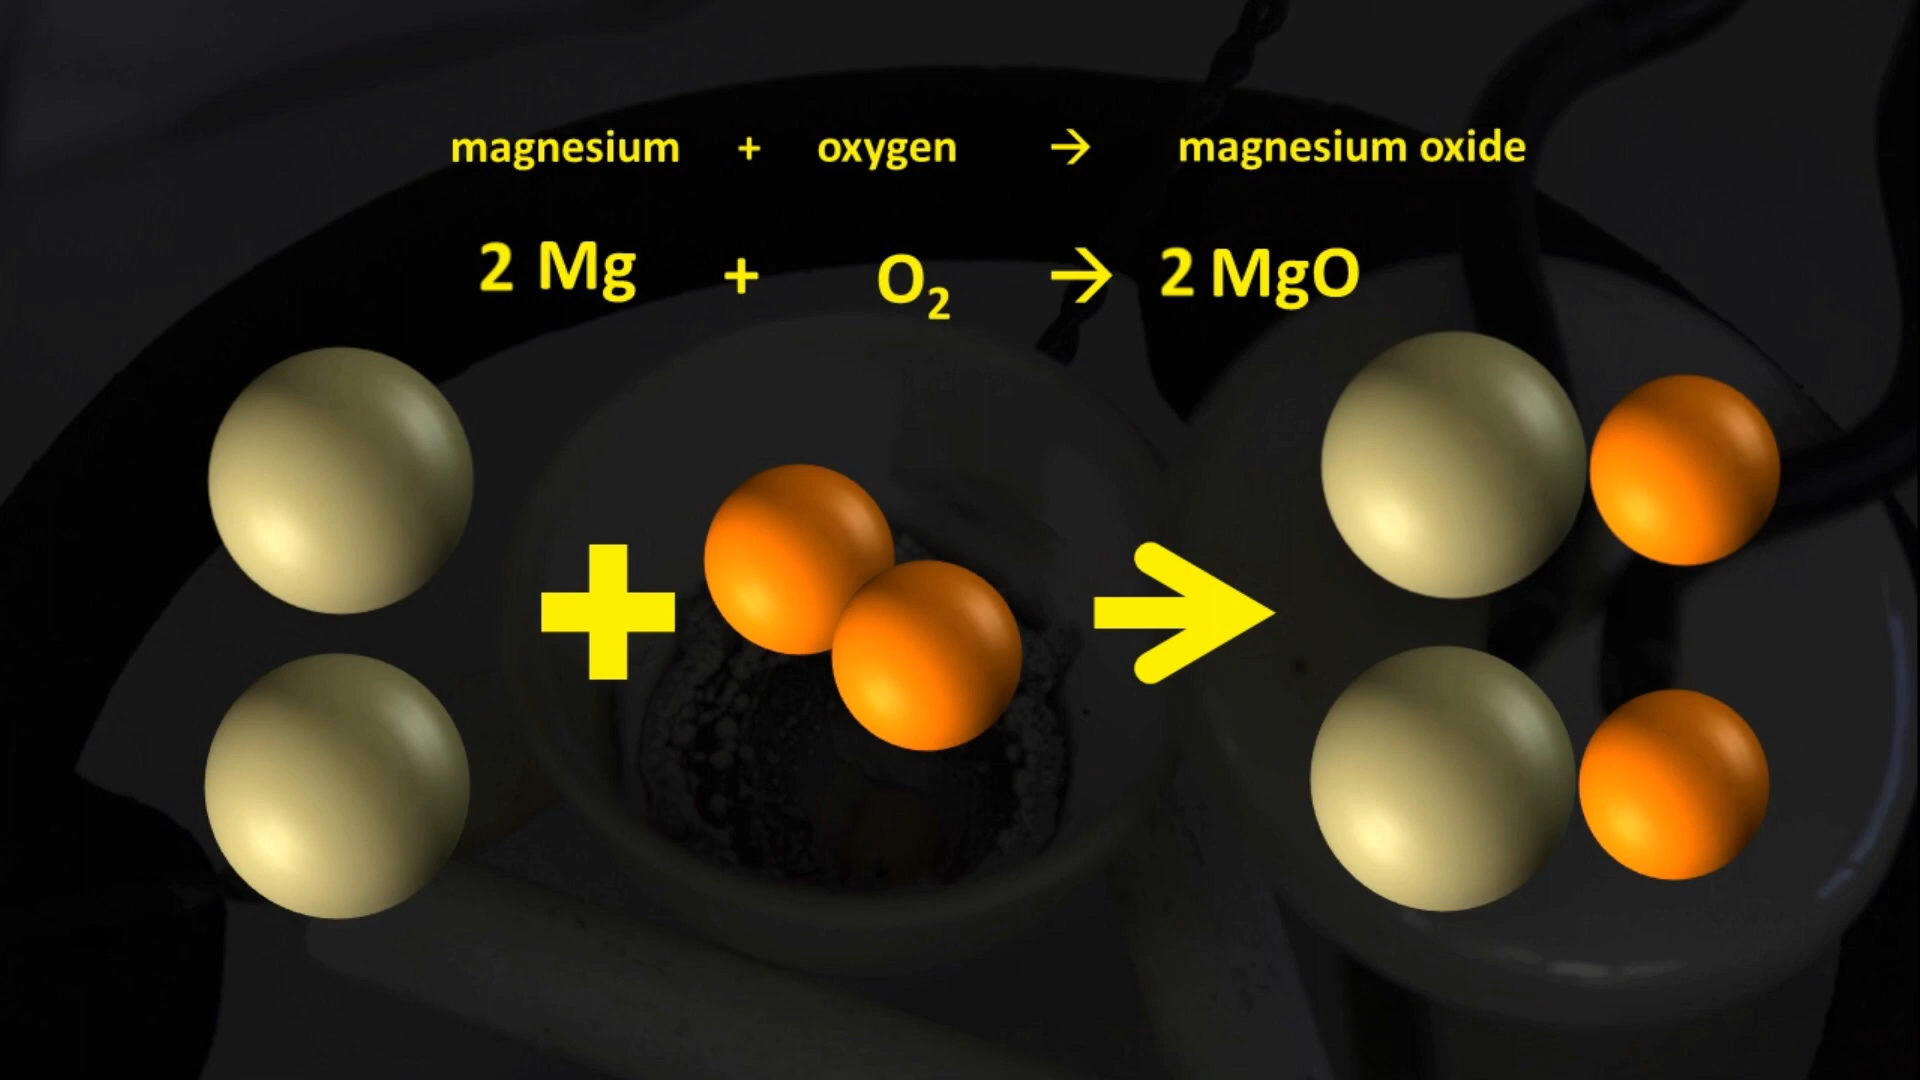 magnesium + oxygen → magnesium oxide
2 Mg + O₂ → 2 MgO